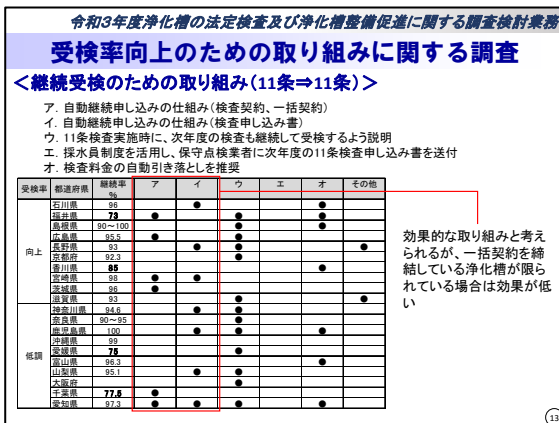 令和3年度浄化槽の法定検査及び浄化槽整備促進に関する調査検討業務
受検率向上のための取り組みに関する調査
＜継続受検のための取り組み（11条⇒11条）＞
ア．自動継続申し込みの仕組み（検査契約、一括契約）
イ．自動継続申し込みの仕組み（検査申し込み書）
ウ．11条検査実施時に、次年度の検査も継続して受検するよう説明
エ．採水員制度を活用し、保守点検業者に次年度の11条検査申し込み書を送付
オ．検査料金の自動引き落としを推奨
受検率 都道府県 継続率% ア イ ウ エ オ その他
向上
石川県 96 ● ●
福井県 73 ● ● ●
島根県 90～100 ● ●
広島県 95.5 ● ●
長野県 93 ● ● ●
京都府 92.3 ●
香川県 85 ●
宮崎県 98 ● ●
茨城県 96 ●
滋賀県 93 ● ●
低調
神奈川県 94.6 ● ●
奈良県 90～95 ●
鹿児島県 100 ● ● ●
沖縄県 99
愛媛県 75 ●
富山県 96.3 ●
山梨県 95.1 ● ●
大阪府 ●
千葉県 77.5 ●
愛知県 97.3 ● ● ● ●
効果的な取り組みと考え
られるが、一括契約を締
結している浄化槽が限ら
れている場合は効果が低
い
13